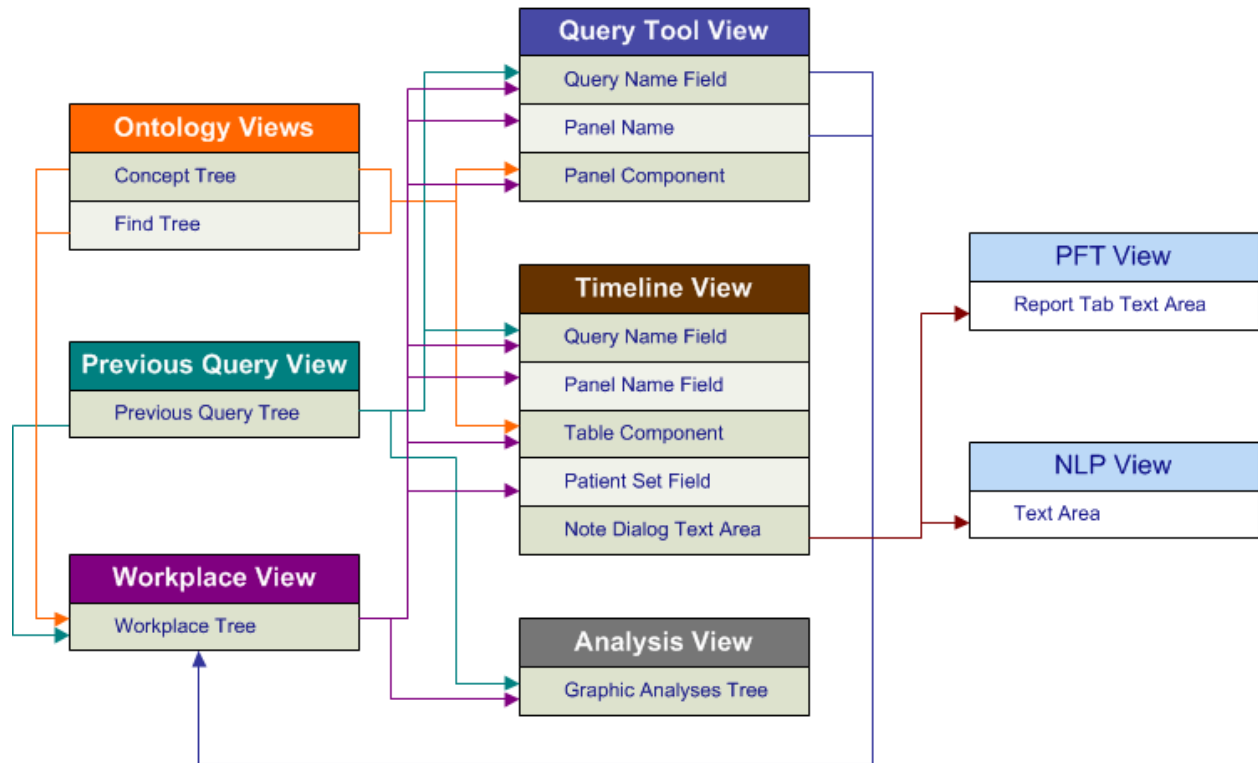 Query Tool View
Query Name Field
Panel Name
Panel Component
Ontology Views
Concept Tree
Find Tree
Timeline View
Query Name Field
Panel Name Field
Table Component
Patient Set Field
Note Dialog Text Area
PFT View
Report Tab Text Area
Previous Query View
Previous Query Tree
NLP View
Text Area
Workplace View
Workplace Tree
Analysis View
Graphic Analyses Tree